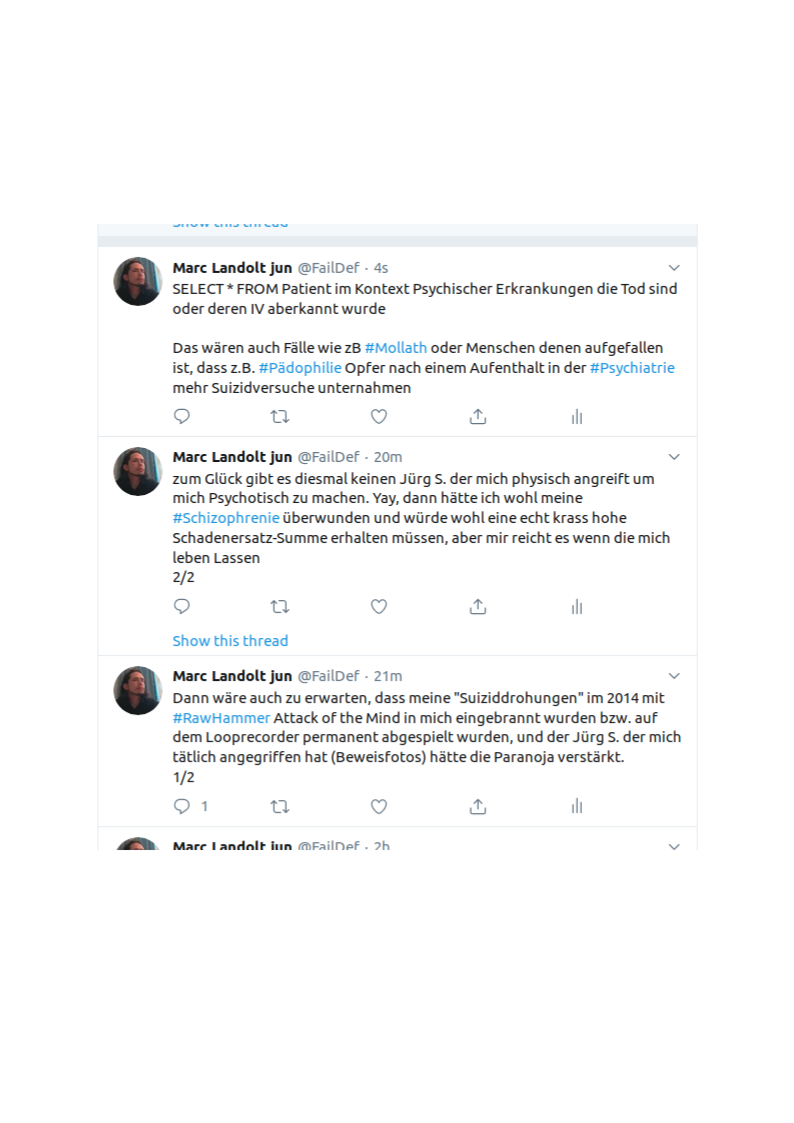 Show this thread
Marc Landolt jun @FailDef · 4s
SELECT * FROM Patient im Kontext Psychischer Erkrankungen die Tod sind
oder deren IV aberkannt wurde
Das wären auch Fälle wie zB #Mollath oder Menschen denen aufgefallen
ist, dass z.B. #Pädophilie Opfer nach einem Aufenthalt in der #Psychiatrie
mehr Suizidversuche unternahmen
Marc Landolt jun @FailDef · 20m
zum Glück gibt es diesmal keinen Jürg S. der mich physisch angreift um
mich Psychotisch zu machen. Yay, dann hätte ich wohl meine
#Schizophrenie überwunden und würde wohl eine echt krass hohe
Schadenersatz-Summe erhalten müssen, aber mir reicht es wenn die mich
leben Lassen
2/2
Show this thread
Marc Landolt jun @FailDef · 21m
Dann wäre auch zu erwarten, dass meine "Suiziddrohungen" im 2014 mit
#RawHammer Attack of the Mind in mich eingebrannt wurden bzw. auf
dem Looprecorder permanent abgespielt wurden, und der Jürg S. der mich
tätlich angegriffen hat (Beweisfotos) hätte die Paranoja verstärkt.
1/2
1
Marc Landolt jun @FailDef · 2h